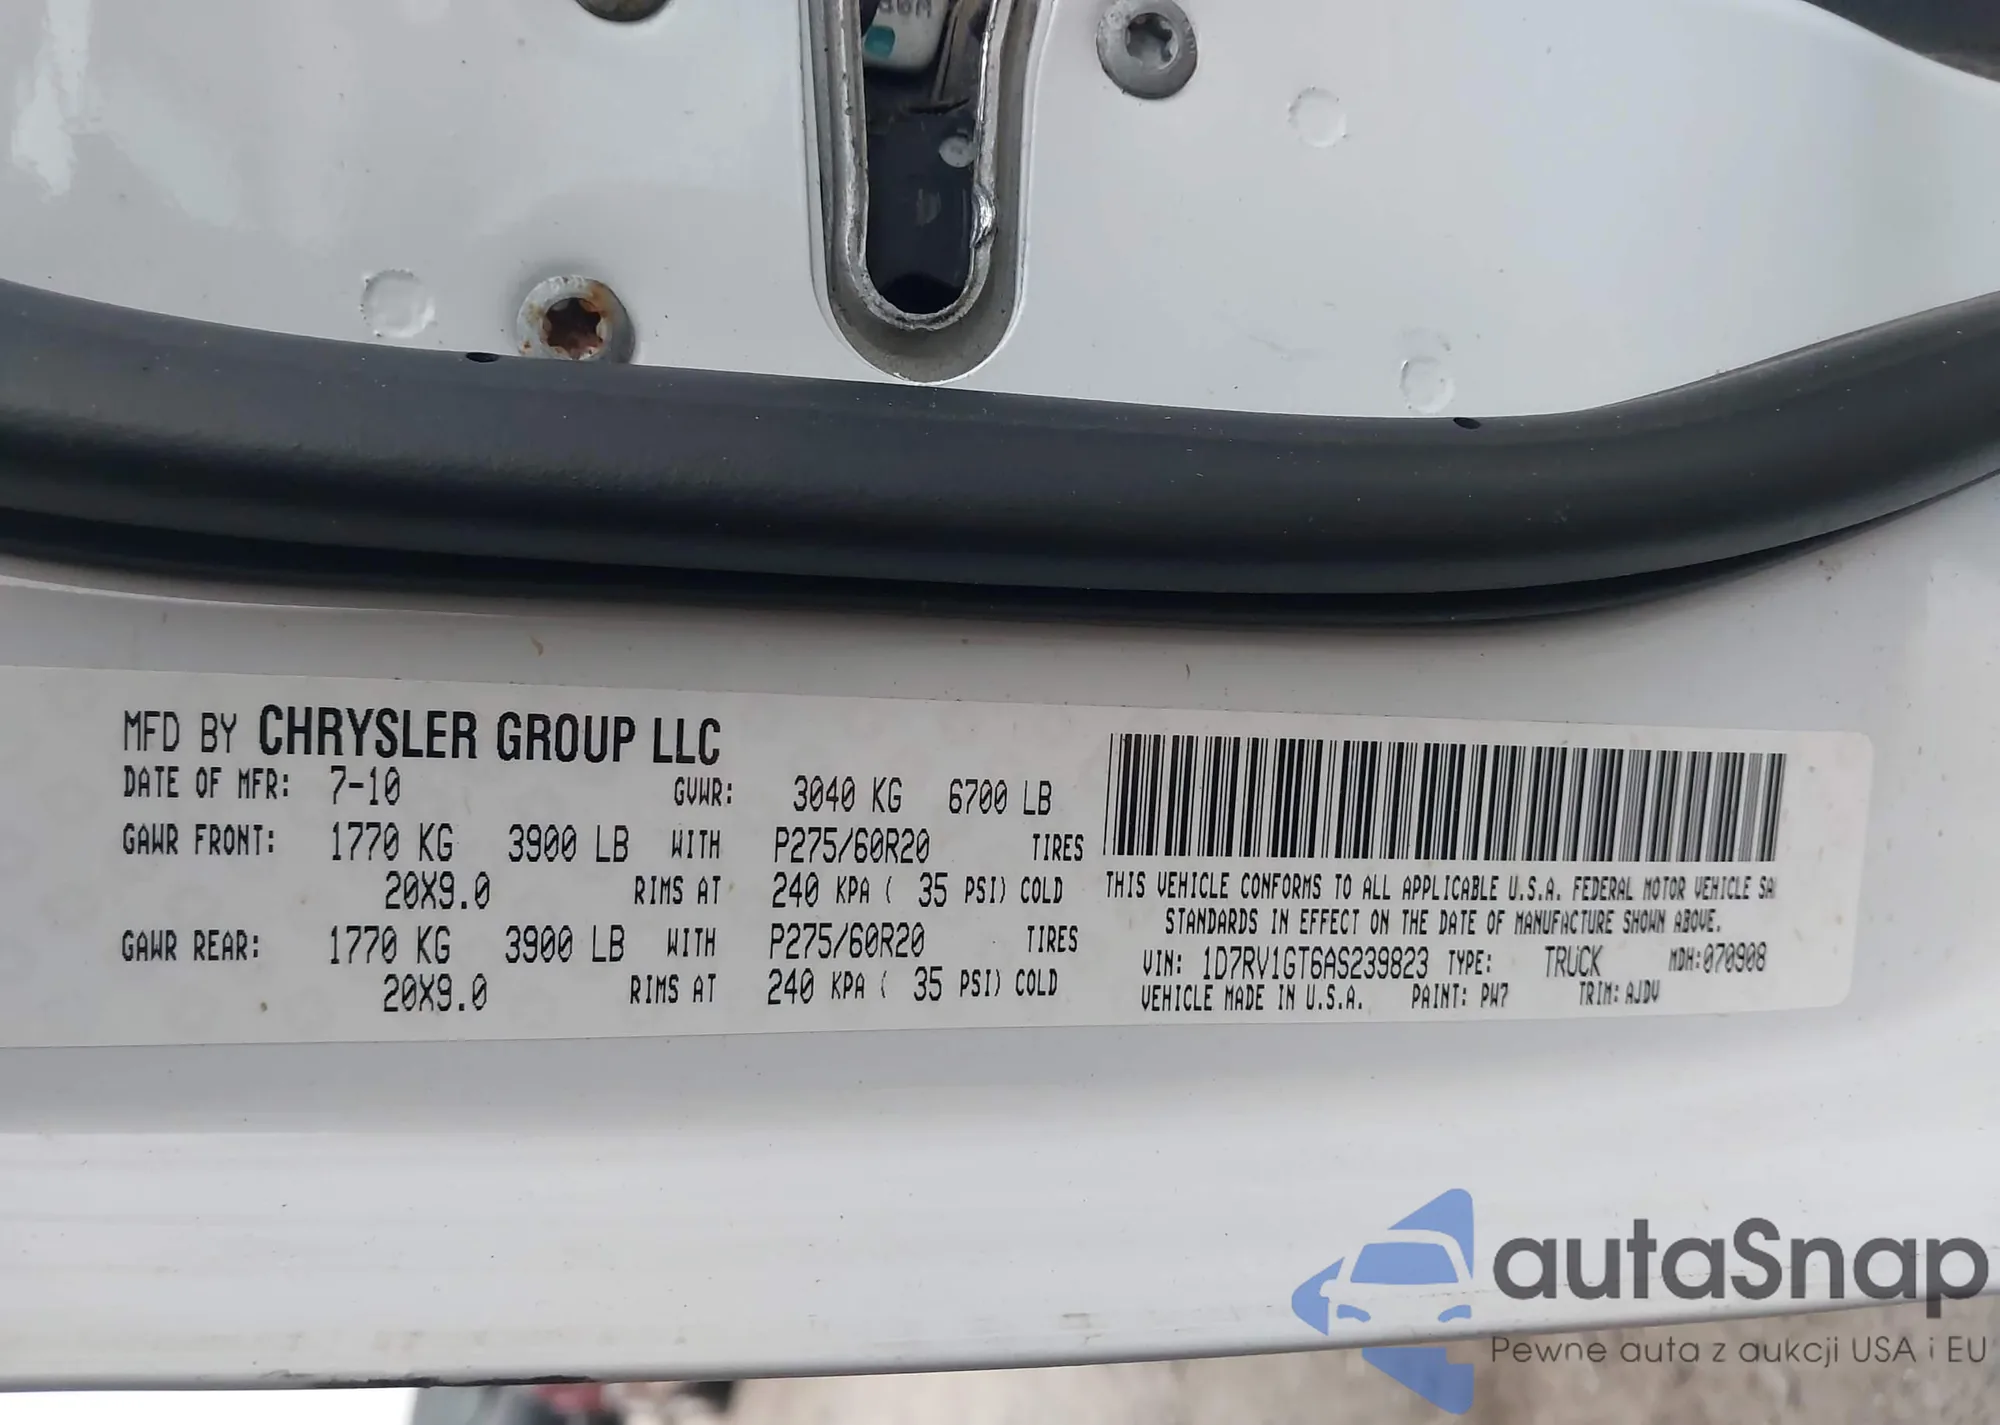 MFD BY CHRYSLER GROUP LLC
DATE OF MFR: 7-10 GVWR: 3040 KG 6700 LB
GAWR FRONT: 1770 KG 3900 LB WITH P275/60R20 TIRES
20X9.0 RIMS AT 240 KPA ( 35 PSI) COLD
GAWR REAR: 1770 KG 3900 LB WITH P275/60R20 TIRES
20X9.0 RIMS AT 240 KPA ( 35 PSI) COLD
THIS VEHICLE CONFORMS TO ALL APPLICABLE U.S.A. FEDERAL MOTOR VEHICLE SA
STANDARDS IN EFFECT ON THE DATE OF MANUFACTURE SHOWN ABOVE.
VIN: 1D7RV1GT6AS239823 TYPE: TRUCK MDH:070908
VEHICLE MADE IN U.S.A. PAINT: PW7 TRIM: AJDV
autaSnap
Pewne auta z aukcji USA i EU